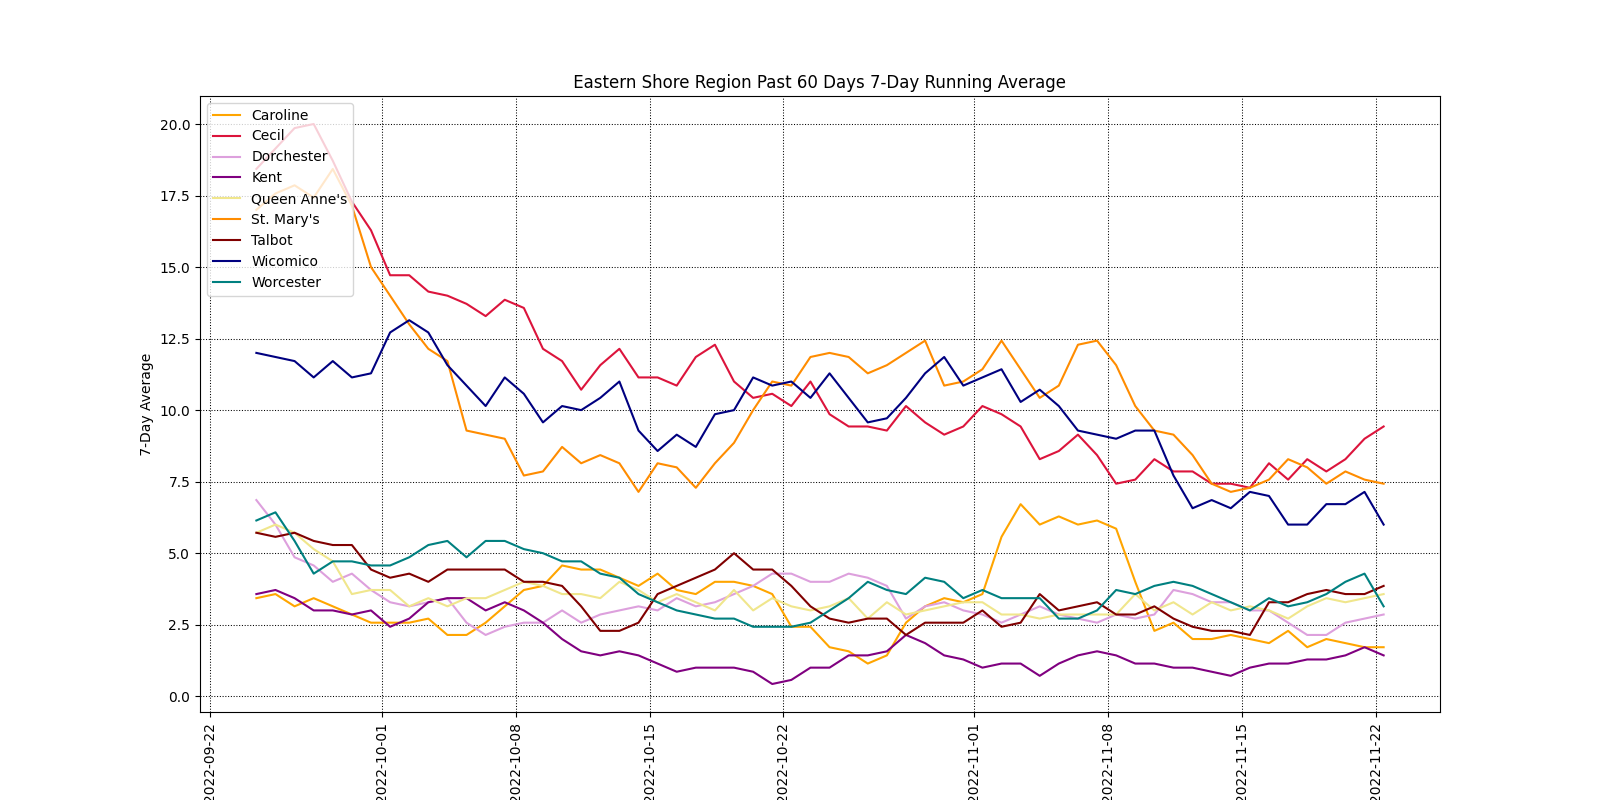 Eastern Shore Region Past 60 Days 7-Day Running Average
Caroline
Cecil
Dorchester
Kent
Queen Anne's
St. Mary's
Talbot
Wicomico
Worcester
20.0
17.5
15.0
12.5
10.0
7.5
5.0
2.5
0.0
7-Day Average
2022-09-22
2022-10-01
2022-10-08
2022-10-15
2022-10-22
2022-11-01
2022-11-08
2022-11-15
2022-11-22